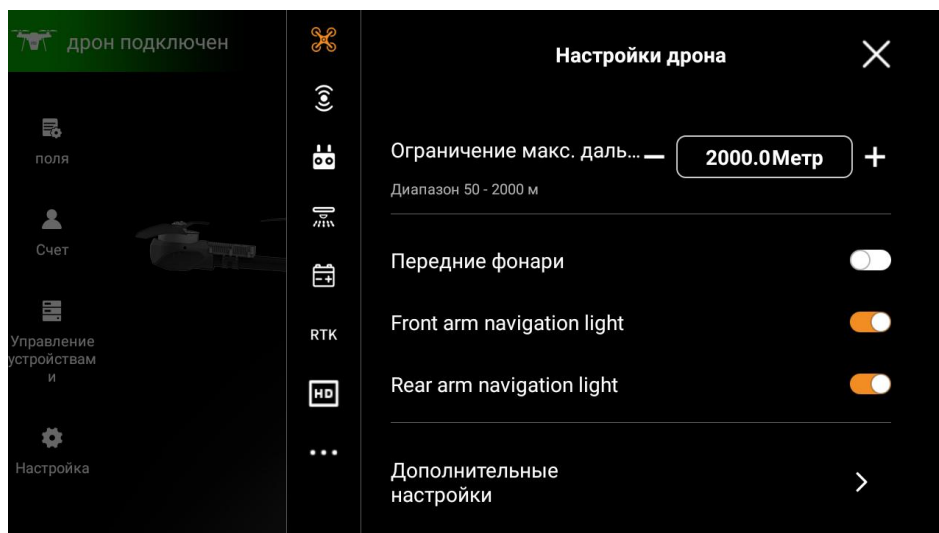 дрон подключен
поля
Счет
Управление
устройствам
и
Настройка
RTK
HD
Настройки дрона
Ограничение макс. даль... 2000.0Метр
Диапазон 50 - 2000 м
Передние фонари
Front arm navigation light
Rear arm navigation light
Дополнительные
настройки